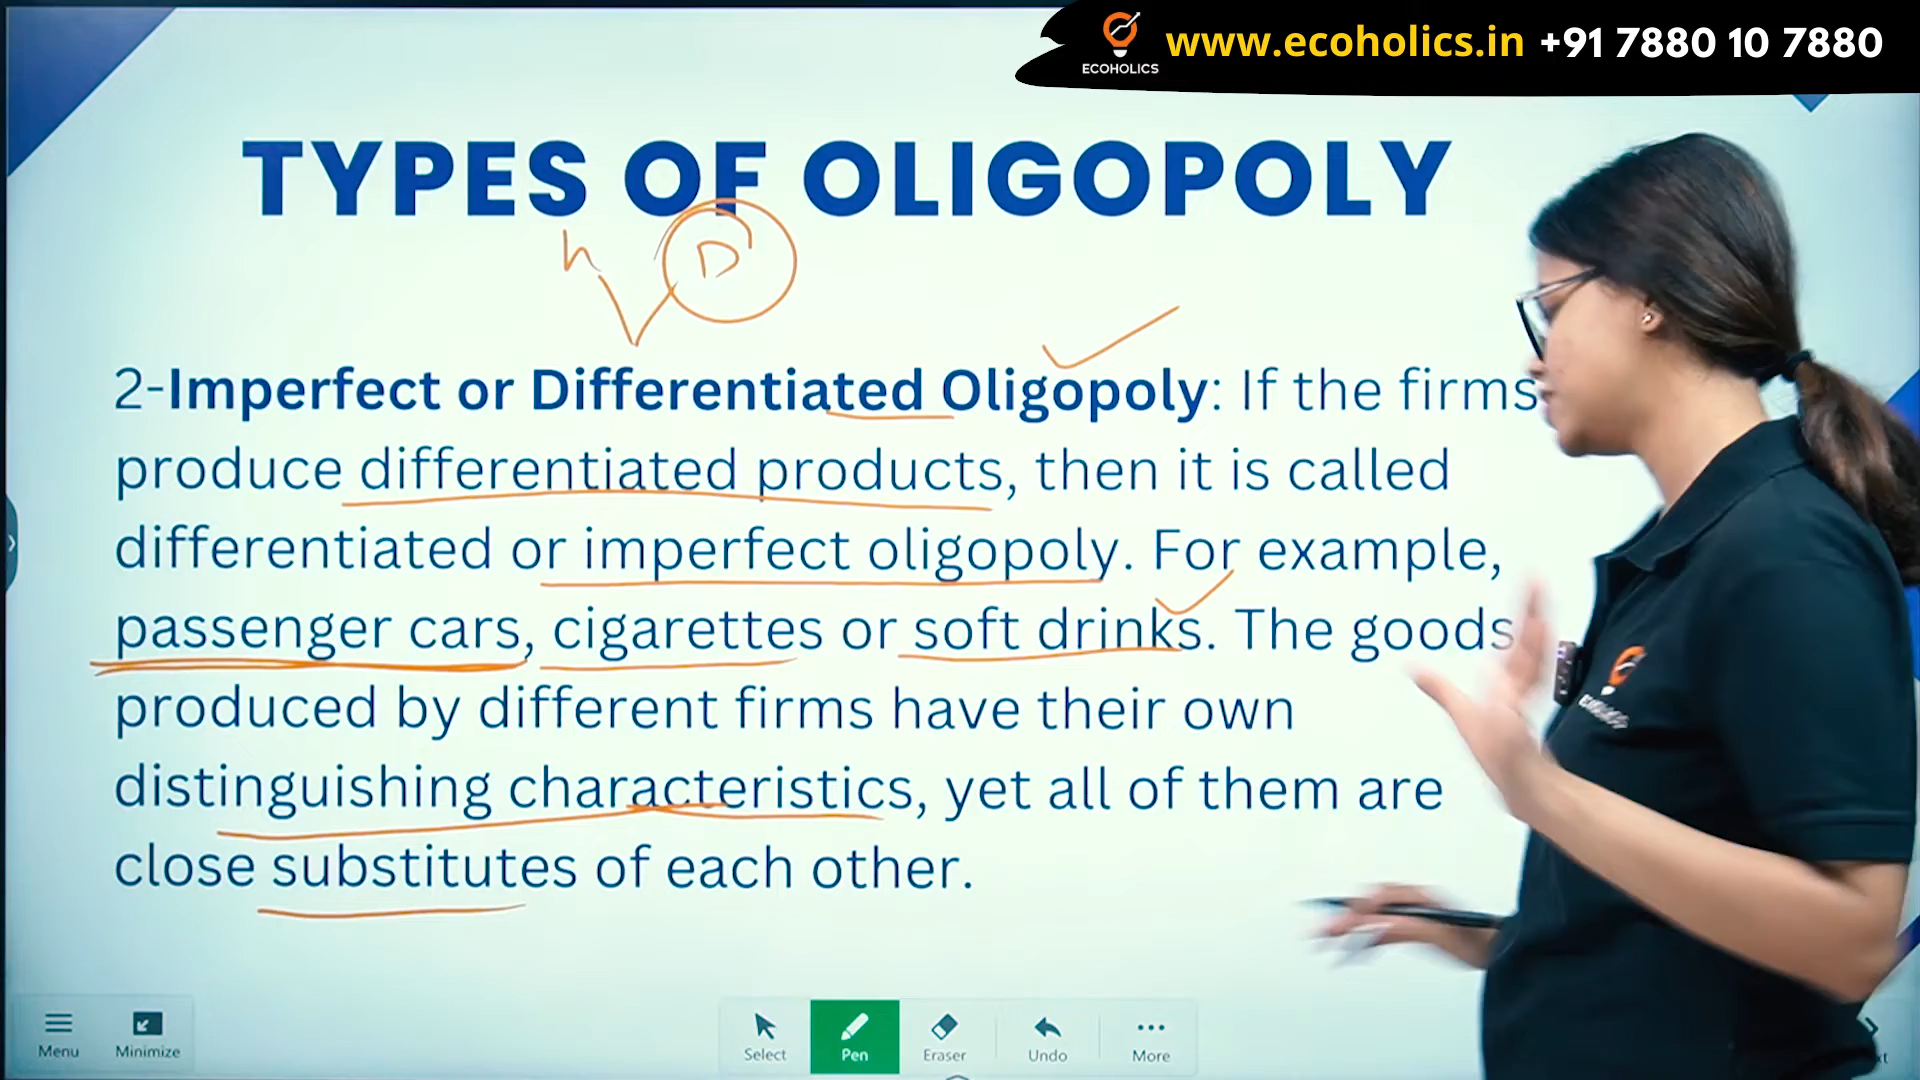 ECOHOLICS
www.ecoholics.in +91 7880 10 7880
TYPES OF OLIGOPOLY
h D
2-Imperfect or Differentiated Oligopoly: If the firms
produce differentiated products, then it is called
differentiated or imperfect oligopoly. For example,
passenger cars, cigarettes or soft drinks. The goods
produced by different firms have their own
distinguishing characteristics, yet all of them are
close substitutes of each other.
Menu
Minimize
Select
Pen
Eraser
Undo
More